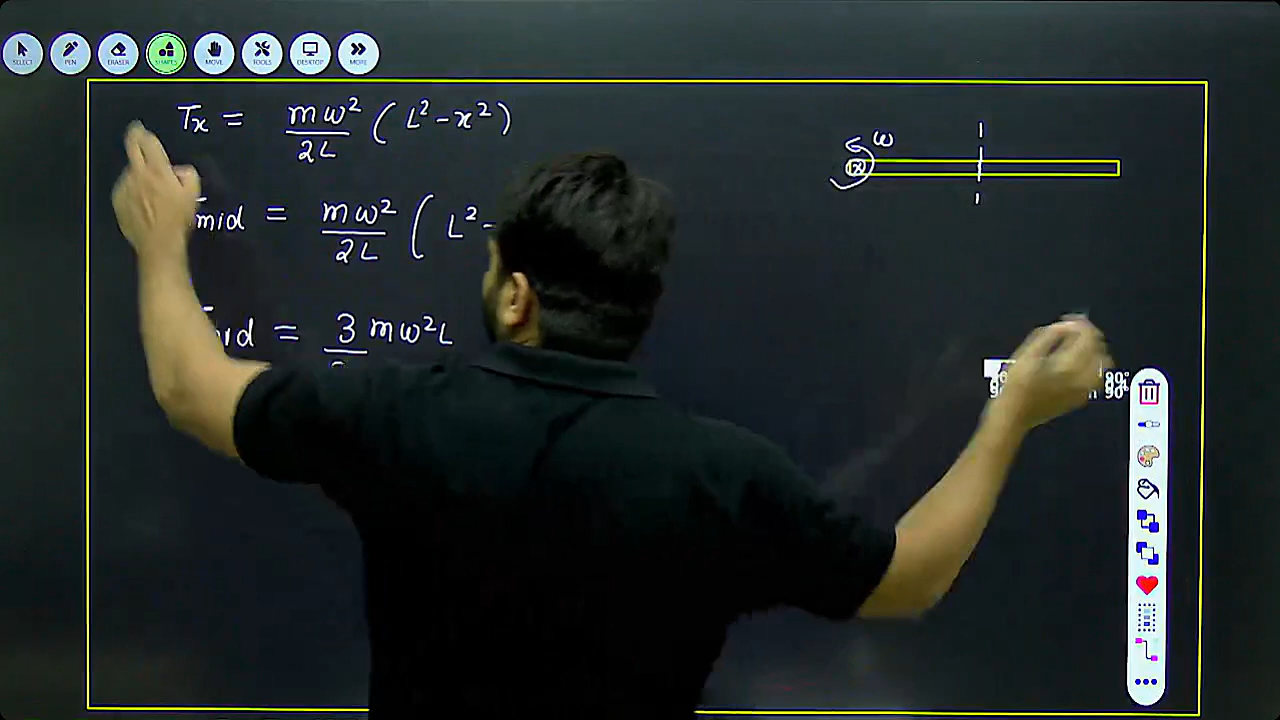 SELECT PEN ERASER SHAPES MOVE TOOLS DESKTOP MORE
Tx = mω²/2L (L² - x²)
ω
(x)
mid = mω²/2L ( L² -
= 3 mω²L